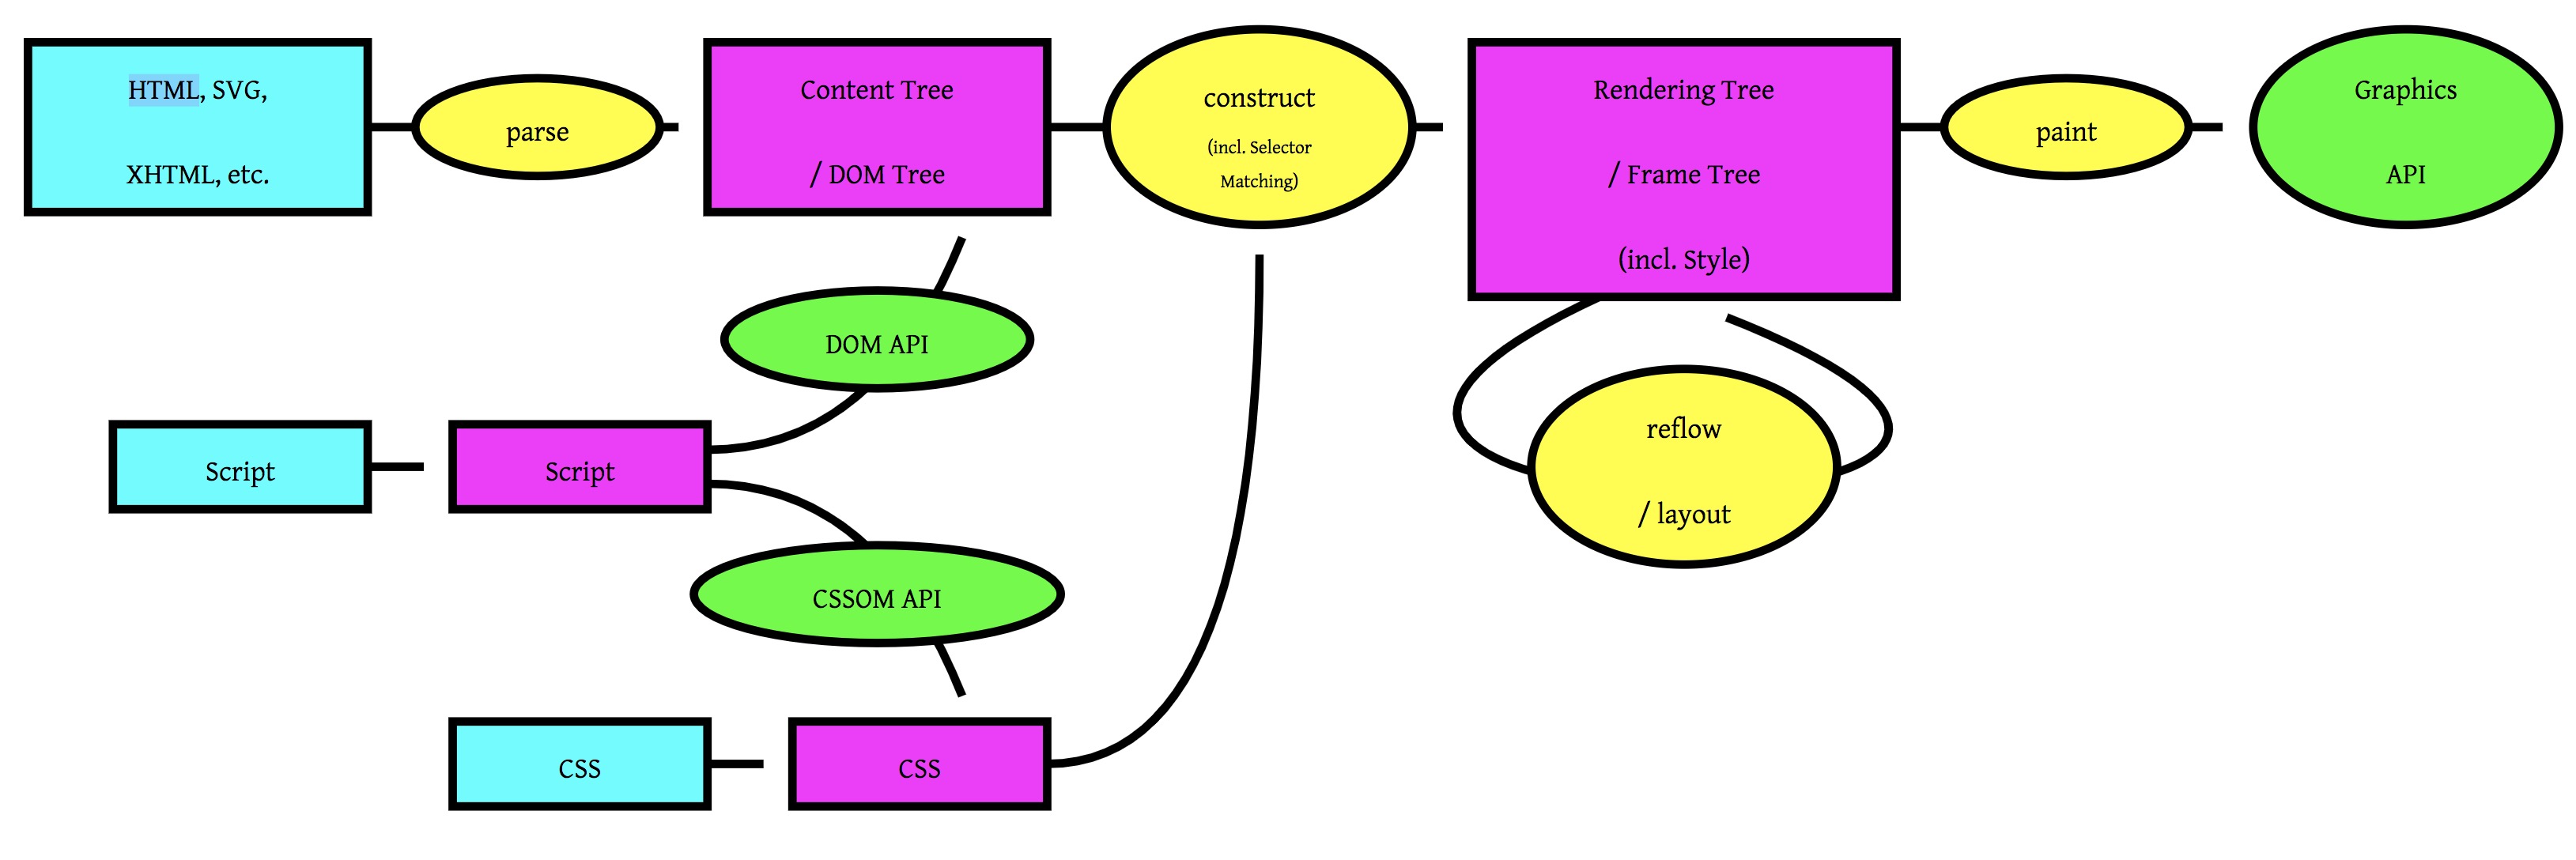 HTML, SVG,
XHTML, etc.
parse
Content Tree
/ DOM Tree
construct
(incl. Selector
Matching)
Rendering Tree
/ Frame Tree
(incl. Style)
paint
Graphics
API
DOM API
reflow
/ layout
Script
Script
CSSOM API
CSS
CSS